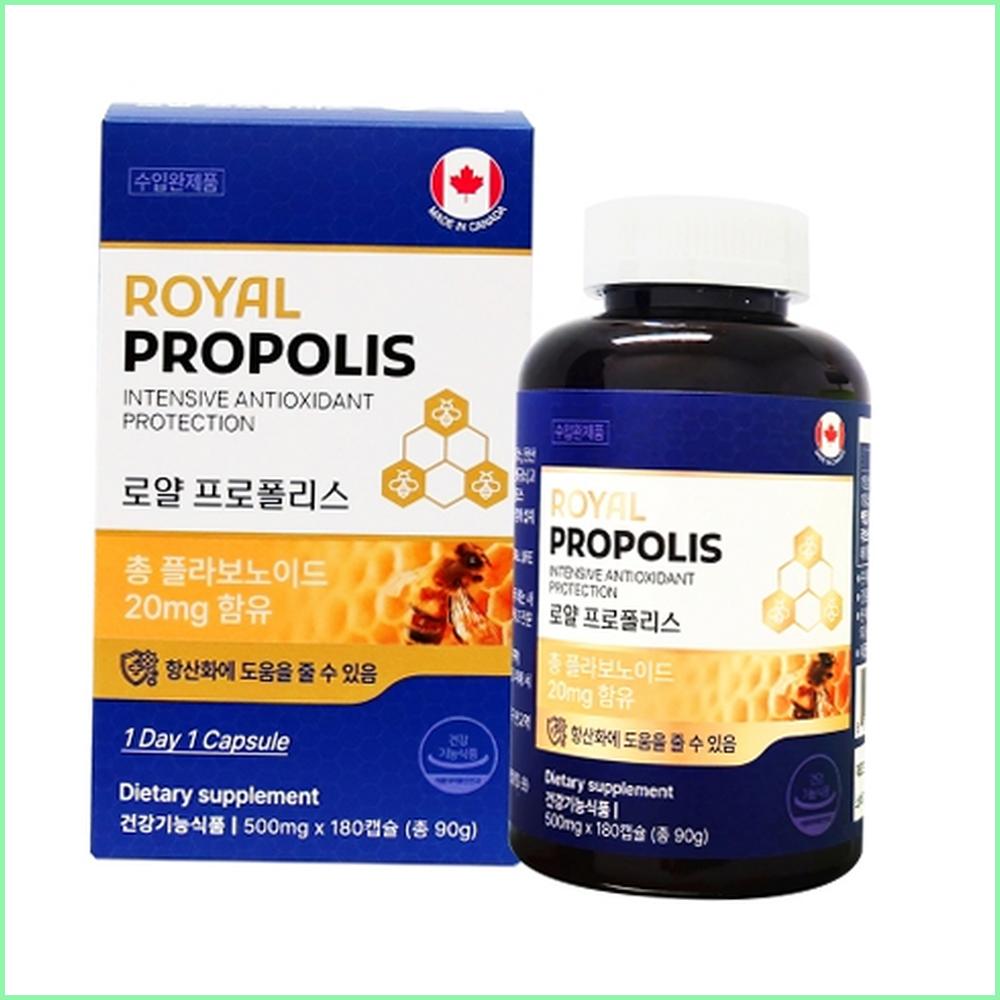 수입완제품
MADE IN CANADA
ROYAL
PROPOLIS
INTENSIVE ANTIOXIDANT
PROTECTION
로얄 프로폴리스
총 플라보노이드
20mg 함유
항산화에 도움을 줄 수 있음
1 Day 1 Capsule
건강
기능식품
Dietary supplement
건강기능식품 | 500mg x 180캡슐 (총 90g)
수입완제품
ROYAL
PROPOLIS
INTENSIVE ANTIOXIDANT
PROTECTION
로얄 프로폴리스
총 플라보노이드
20mg 함유
항산화에 도움을 줄 수 있음
Dietary supplement
건강기능식품 |
500mg x 180캡슐 (총 90g)
건강
기능식품